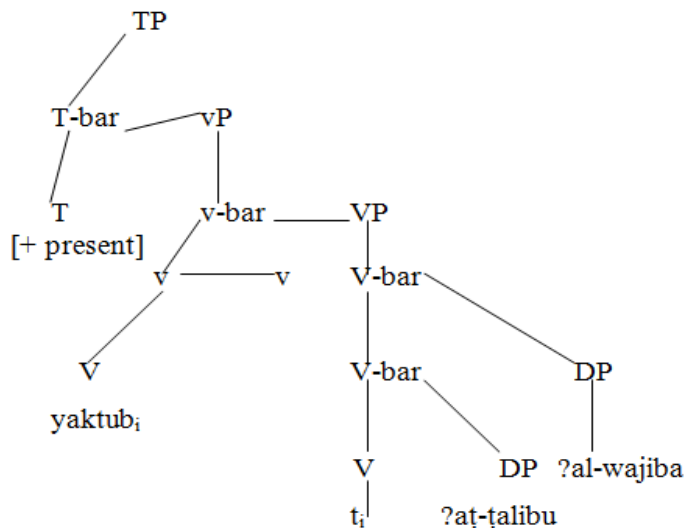 TP
T-bar vP
T v-bar VP
[+ present]
v v V-bar
V V-bar DP
yaktubᵢ
V DP ?al-wajiba
tᵢ ?aṭ-ṭalibu